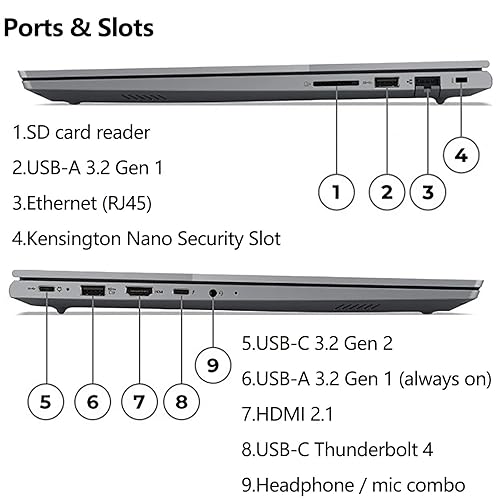 Ports & Slots
1
2
3
4
1.SD card reader
2.USB-A 3.2 Gen 1
3.Ethernet (RJ45)
4.Kensington Nano Security Slot
5
6
7
8
9
5.USB-C 3.2 Gen 2
6.USB-A 3.2 Gen 1 (always on)
7.HDMI 2.1
8.USB-C Thunderbolt 4
9.Headphone / mic combo